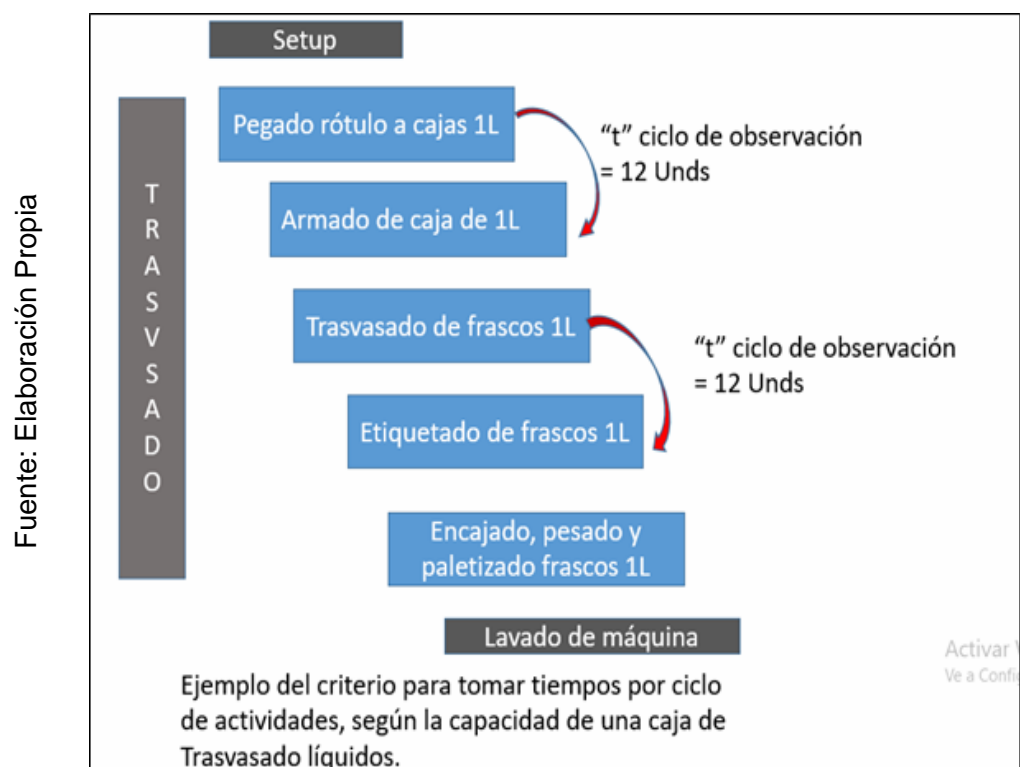 Fuente: Elaboración Propia
Setup
TRASVSADO
Pegado rótulo a cajas 1L
"t" ciclo de observación
= 12 Unds
Armado de caja de 1L
Trasvasado de frascos 1L
"t" ciclo de observación
= 12 Unds
Etiquetado de frascos 1L
Encajado, pesado y
paletizado frascos 1L
Lavado de máquina
Activar
Ve a
Ejemplo del criterio para tomar tiempos por ciclo
de actividades, según la capacidad de una caja de
Trasvasado líquidos.